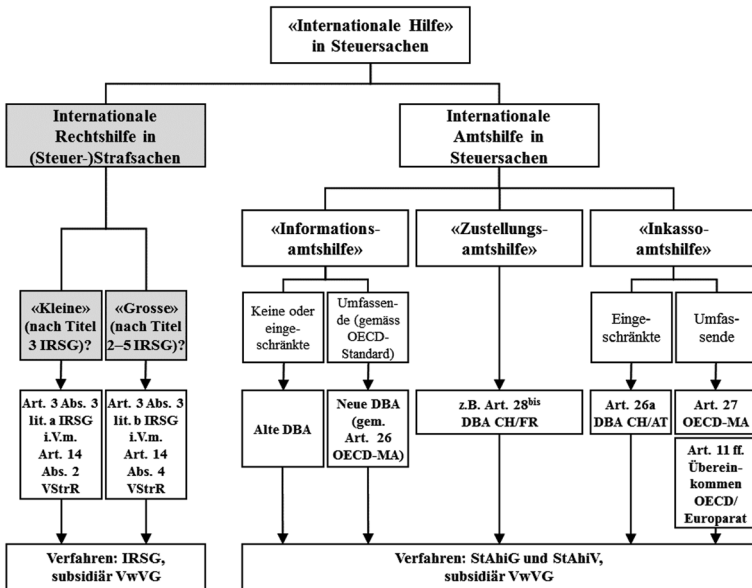 «Internationale Hilfe»
in Steuersachen
Internationale
Rechtshilfe in
(Steuer-)Strafsachen
Internationale
Amtshilfe in
Steuersachen
«Informations-
amtshilfe»
«Zustellungs-
amtshilfe»
«Inkasso-
amtshilfe»
«Kleine»
(nach Titel
3 IRSG)?
«Grosse»
(nach Titel
2–5 IRSG)?
Keine oder
einge-
schränkte
Umfassen-
de (gemäss
OECD-
Standard)
Einge-
schränkte
Umfas-
sende
Art. 3 Abs. 3
lit. a IRSG
i.V.m.
Art. 14
Abs. 2
VStrR
Art. 3 Abs. 3
lit. b IRSG
i.V.m.
Art. 14
Abs. 4
VStrR
Alte DBA
Neue DBA
(gem.
Art. 26
OECD-MA)
z.B. Art. 28bis
DBA CH/FR
Art. 26a
DBA CH/AT
Art. 27
OECD-MA
Art. 11 ff.
Überein-
kommen
OECD/
Europarat
Verfahren: IRSG,
subsidiär VwVG
Verfahren: StAhiG und StAhiV,
subsidiär VwVG